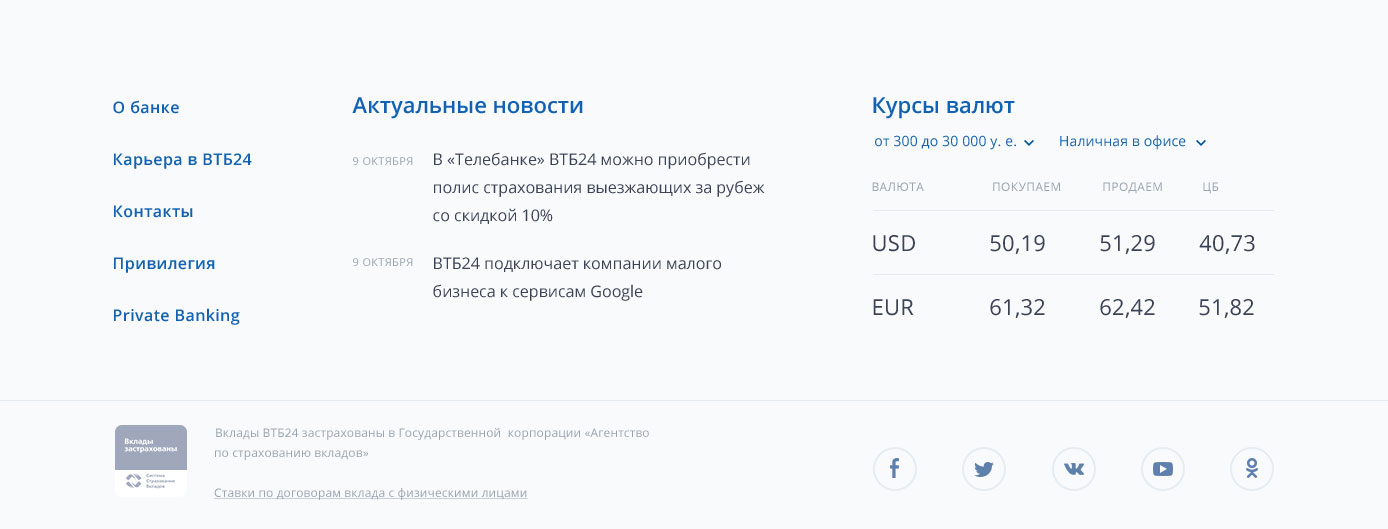 О банке
Карьера в ВТБ24
Контакты
Привилегия
Private Banking
Актуальные новости
9 ОКТЯБРЯ
В «Телебанке» ВТБ24 можно приобрести
полис страхования выезжающих за рубеж
со скидкой 10%
9 ОКТЯБРЯ
ВТБ24 подключает компании малого
бизнеса к сервисам Google
Курсы валют
от 300 до 30 000 у. е. Наличная в офисе
ВАЛЮТА ПОКУПАЕМ ПРОДАЕМ ЦБ
USD 50,19 51,29 40,73
EUR 61,32 62,42 51,82
Вклады
застрахованы
Система
Страхования
Вкладов
Вклады ВТБ24 застрахованы в Государственной корпорации «Агентство
по страхованию вкладов»
Ставки по договорам вклада с физическими лицами